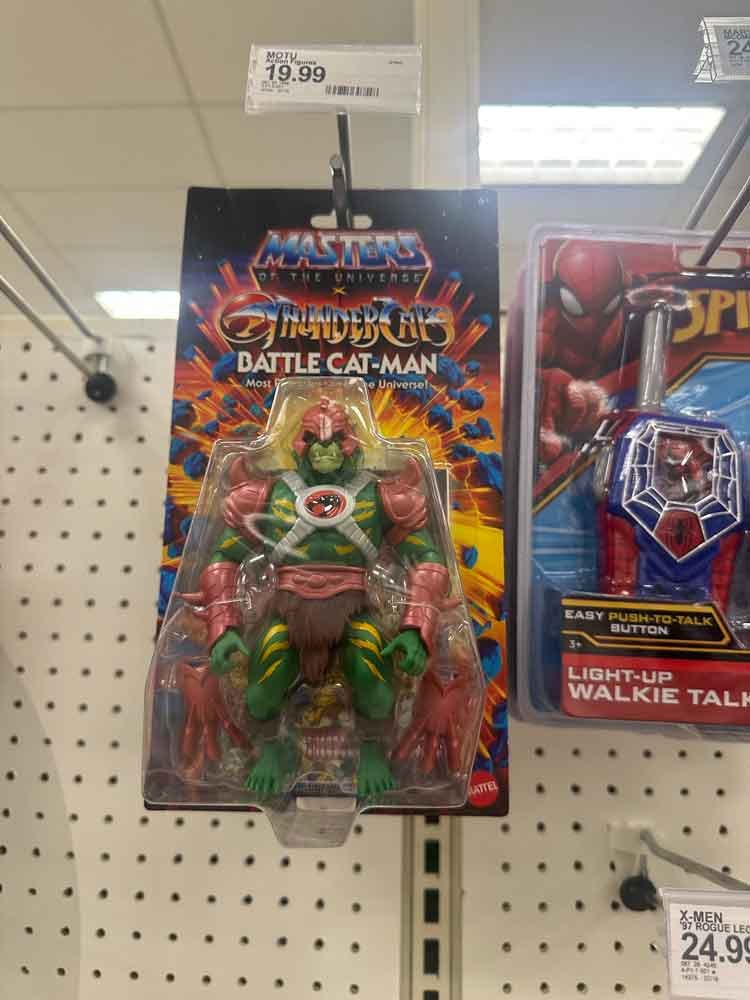 MOTU
Action Figures
19.99
24
MASTERS
OF THE UNIVERSE
X
THUNDERCATS
BATTLE CAT-MAN
Most
Universe!
MATTEL
SPI
EASY PUSH-TO-TALK
BUTTON
3+
LIGHT-UP
WALKIE TALK
X-MEN
'97 ROGUE LEG
24.99